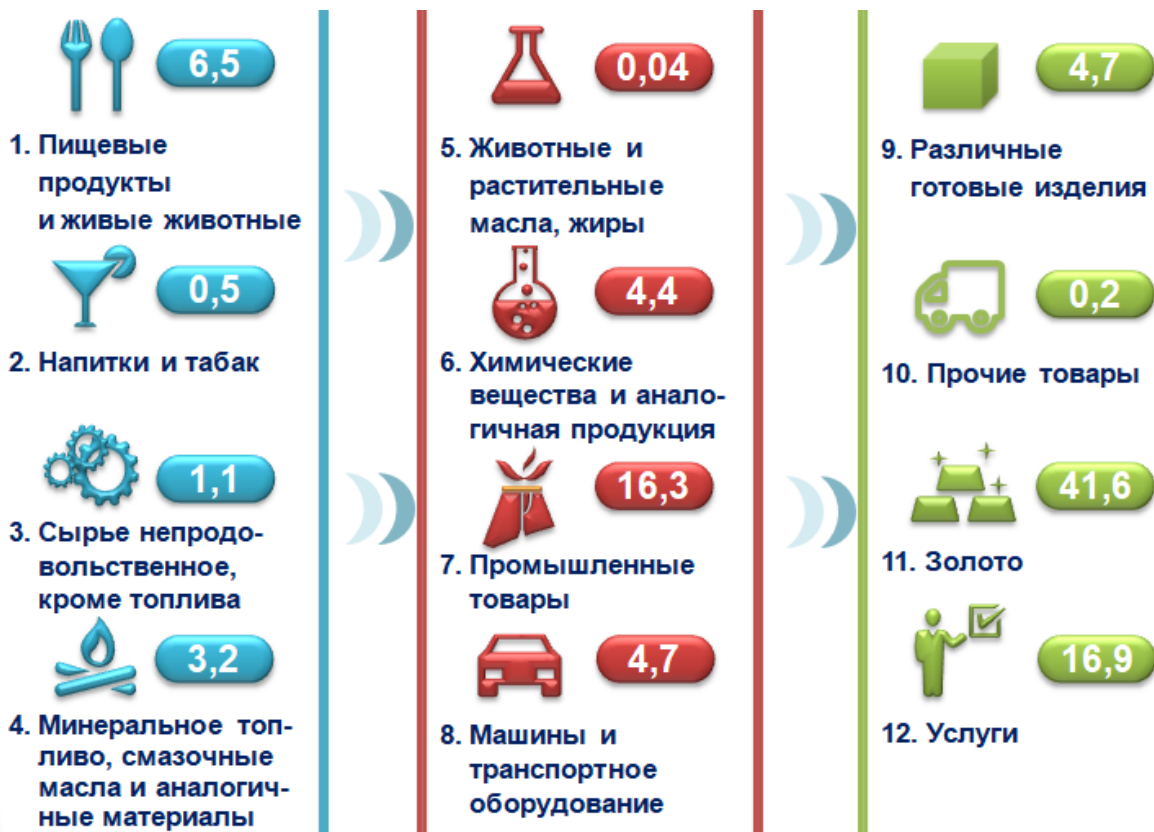 6,5
1. Пищевые
продукты
и живые животные
0,5
2. Напитки и табак
1,1
3. Сырье непродо-
вольственное,
кроме топлива
3,2
4. Минеральное топ-
ливо, смазочные
масла и аналогич-
ные материалы
0,04
5. Животные и
растительные
масла, жиры
4,4
6. Химические
вещества и анало-
гичная продукция
16,3
7. Промышленные
товары
4,7
8. Машины и
транспортное
оборудование
4,7
9. Различные
готовые изделия
0,2
10. Прочие товары
41,6
11. Золото
16,9
12. Услуги